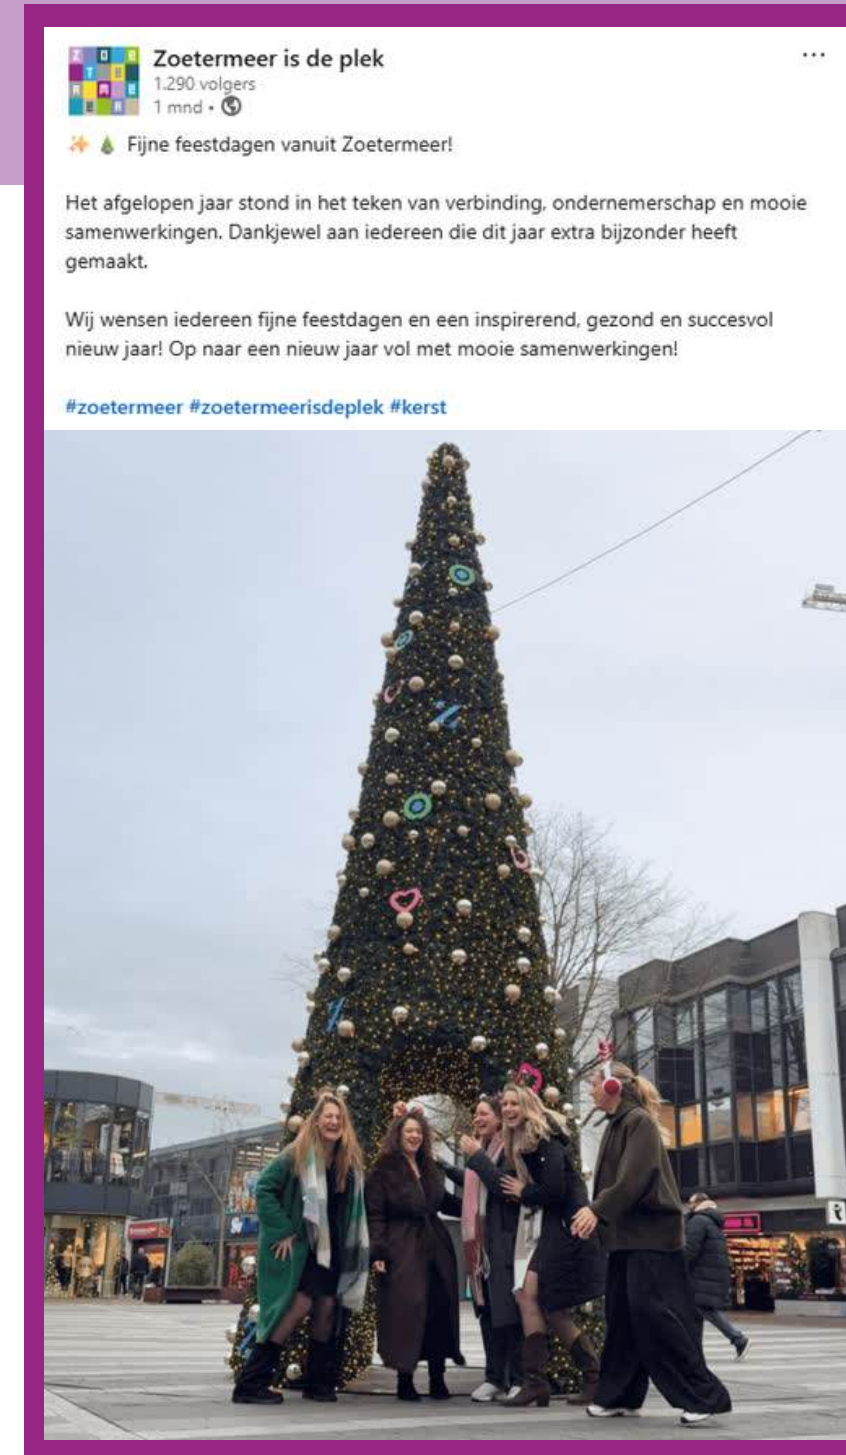 Zoetermeer is de plek
1.290 volgers
1 mnd •
Fijne feestdagen vanuit Zoetermeer!
Het afgelopen jaar stond in het teken van verbinding, ondernemerschap en mooie
samenwerkingen. Dankjewel aan iedereen die dit jaar extra bijzonder heeft
gemaakt.
Wij wensen iedereen fijne feestdagen en een inspirerend, gezond en succesvol
nieuw jaar! Op naar een nieuw jaar vol met mooie samenwerkingen!
#zoetermeer #zoetermeerisdeplek #kerst